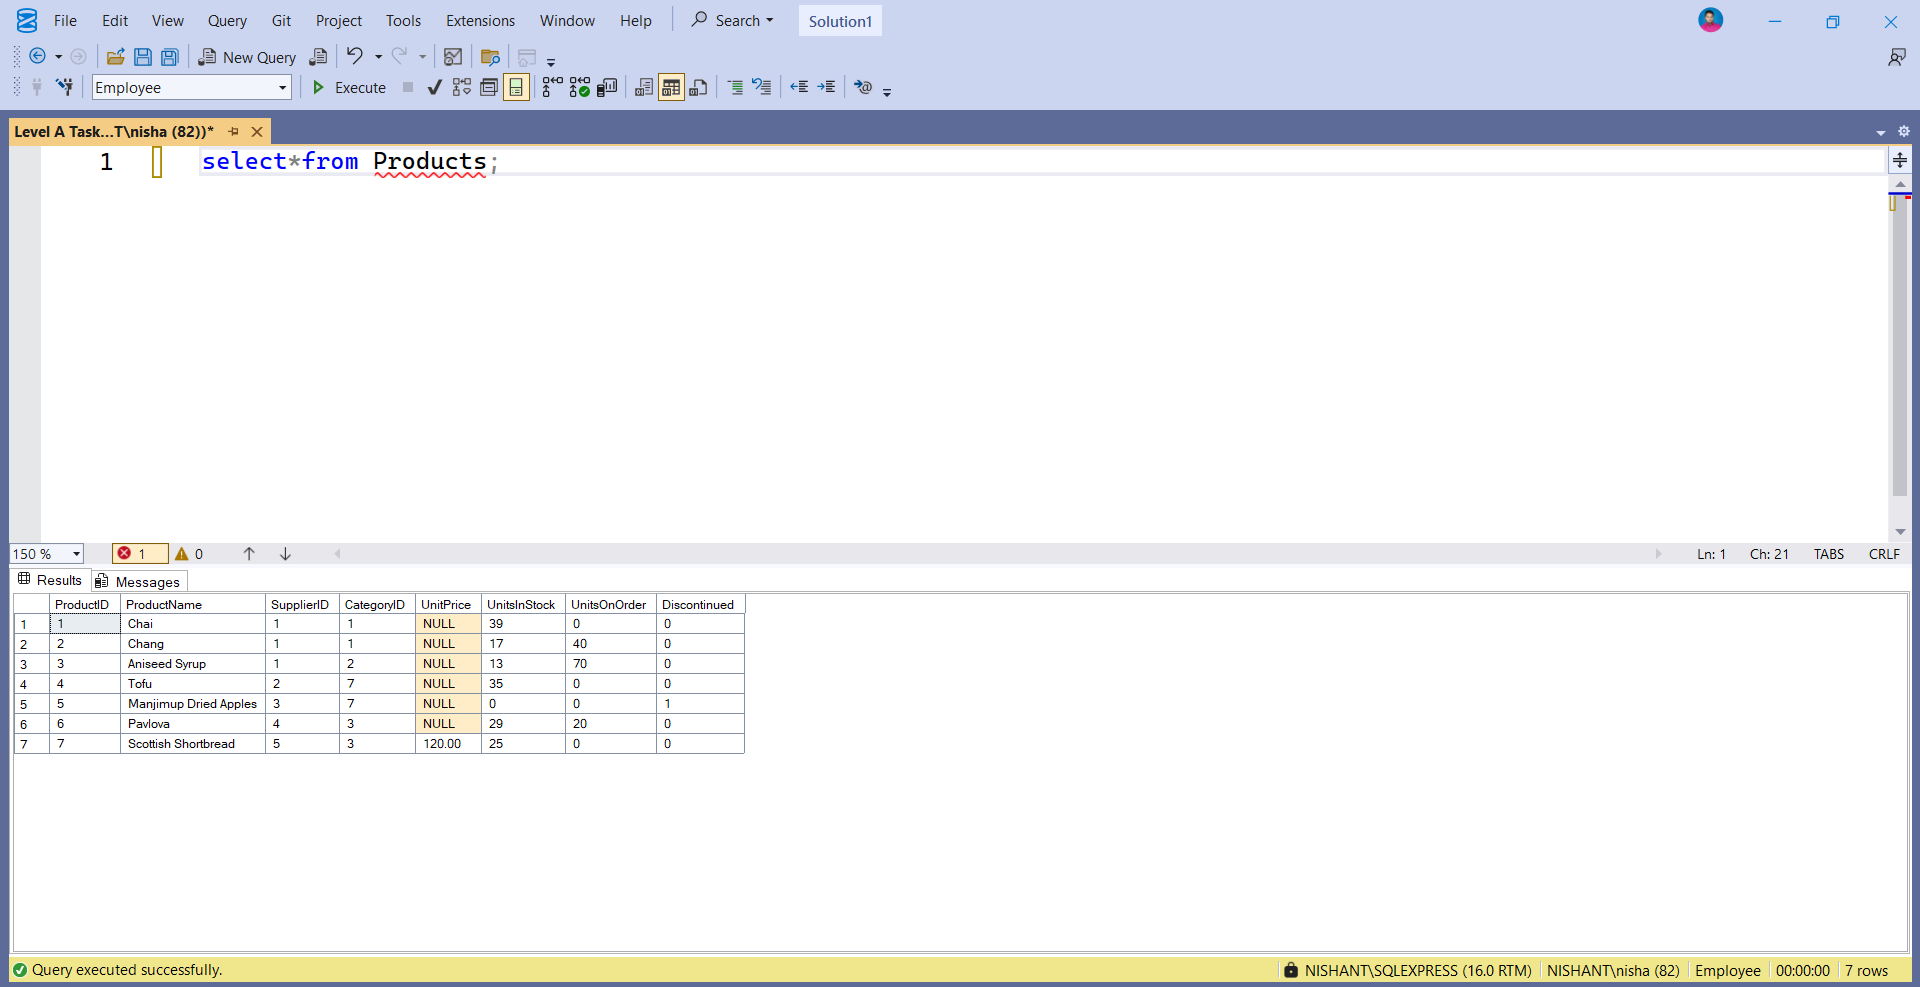 File Edit View Query Git Project Tools Extensions Window Help Search Solution1
New Query
Employee Execute
Level A Task...T\nisha (82))*
1 select*from Products;
150 % 1 0 Ln: 1 Ch: 21 TABS CRLF
Results Messages
ProductID ProductName SupplierID CategoryID UnitPrice UnitsInStock UnitsOnOrder Discontinued
1 1 Chai 1 1 NULL 39 0 0
2 2 Chang 1 1 NULL 17 40 0
3 3 Aniseed Syrup 1 2 NULL 13 70 0
4 4 Tofu 2 7 NULL 35 0 0
5 5 Manjimup Dried Apples 3 7 NULL 0 0 1
6 6 Pavlova 4 3 NULL 29 20 0
7 7 Scottish Shortbread 5 3 120.00 25 0 0
Query executed successfully. NISHANT\SQLEXPRESS (16.0 RTM) NISHANT\nisha (82) Employee 00:00:00 7 rows